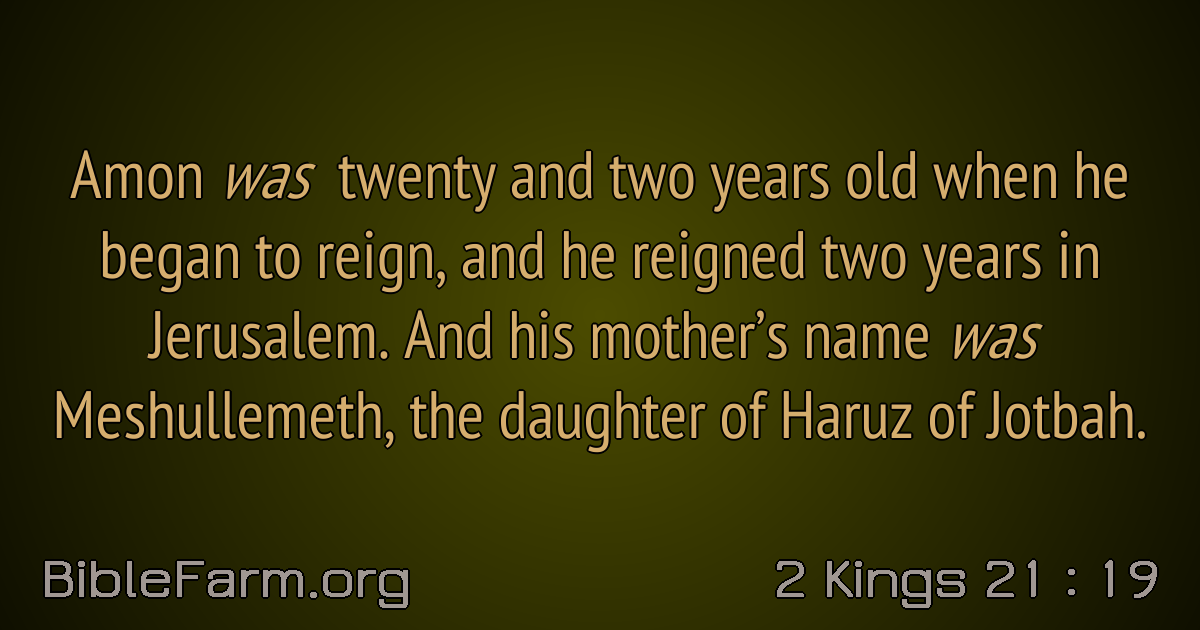 Amon was twenty and two years old when he
began to reign, and he reigned two years in
Jerusalem. And his mother’s name was
Meshullemeth, the daughter of Haruz of Jotbah.
BibleFarm.org
2 Kings 21 : 19